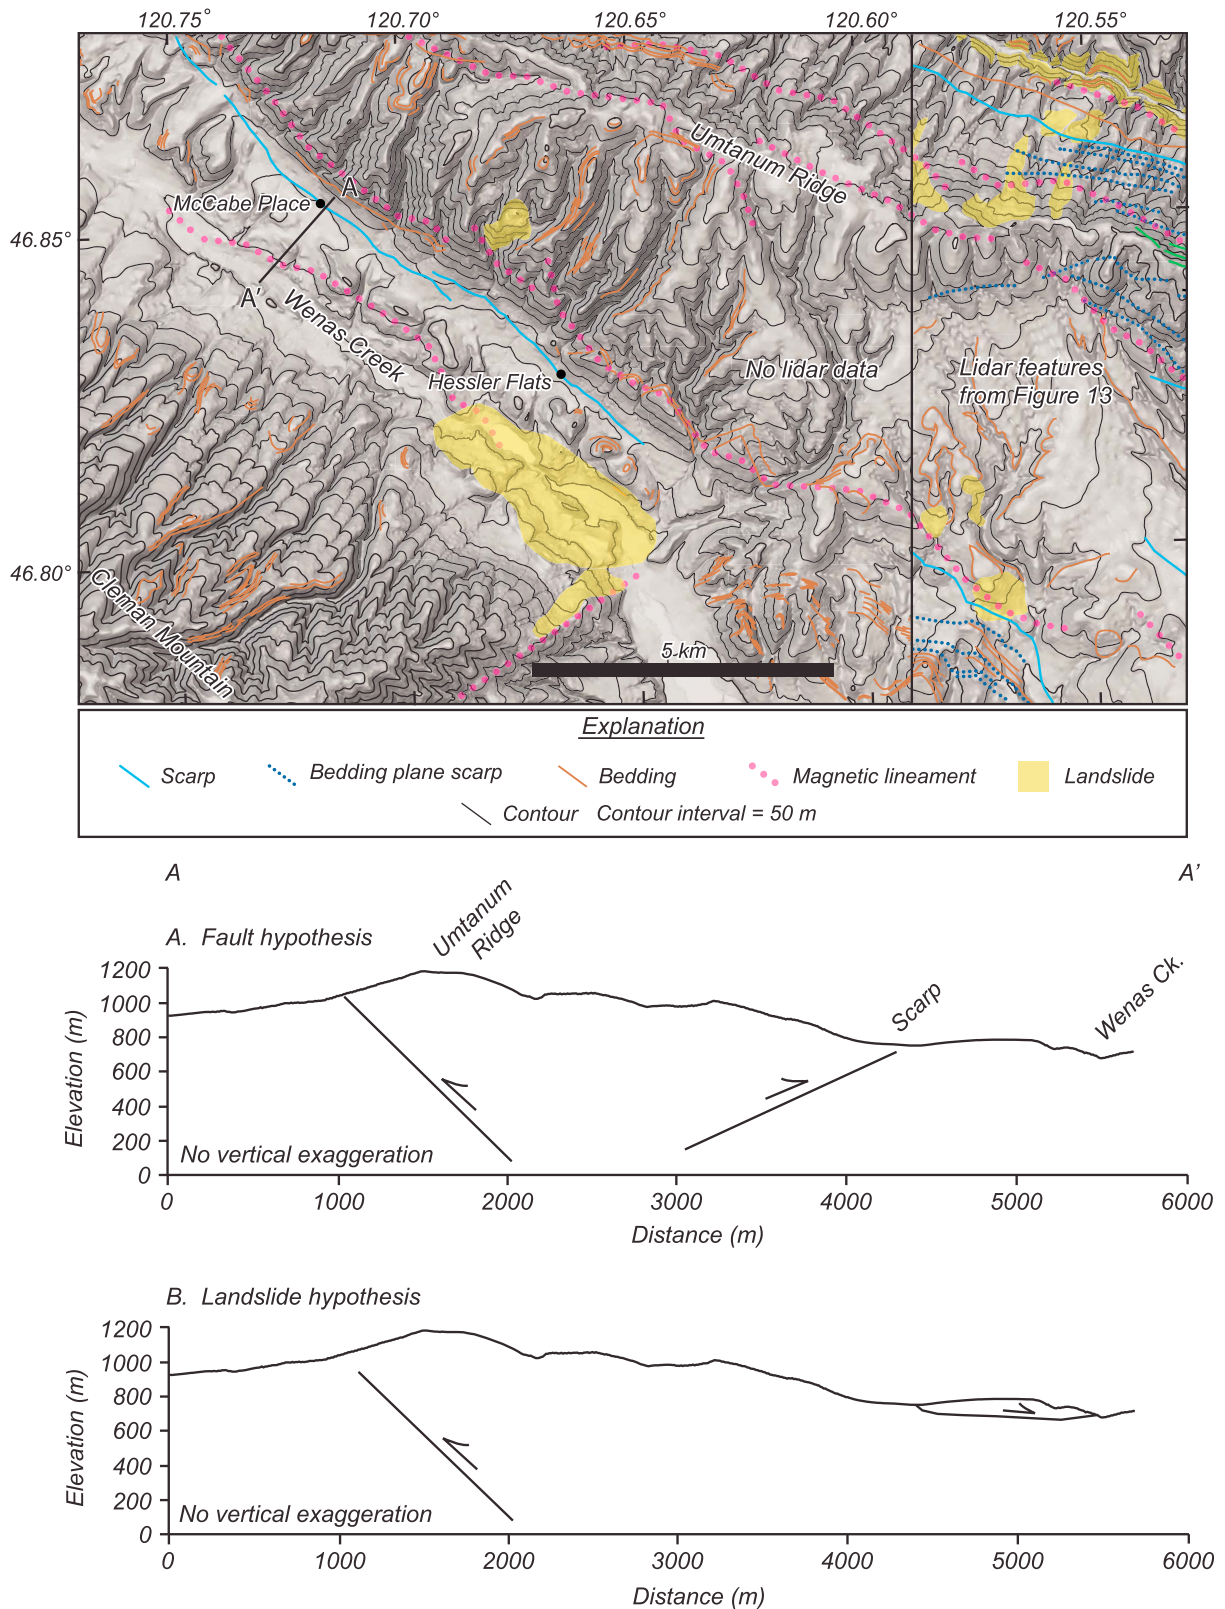 120.75° 120.70° 120.65° 120.60° 120.55°
Umtanum Ridge
A
McCabe Place
46.85°
A'
Wenas Creek
Hessler Flats
No lidar data
Lidar features
from Figure 13
46.80°
Cleman Mountain
5 km
Explanation
Scarp
Bedding plane scarp
Bedding
Magnetic lineament
Landslide
Contour Contour interval = 50 m
A A’
A. Fault hypothesis
Umtanum
Ridge
Scarp
Wenas Ck.
1200
1000
800
600
400
200
0
Elevation (m)
No vertical exaggeration
0 1000 2000 3000 4000 5000 6000
Distance (m)
B. Landslide hypothesis
1200
1000
800
600
400
200
0
Elevation (m)
No vertical exaggeration
0 1000 2000 3000 4000 5000 6000
Distance (m)